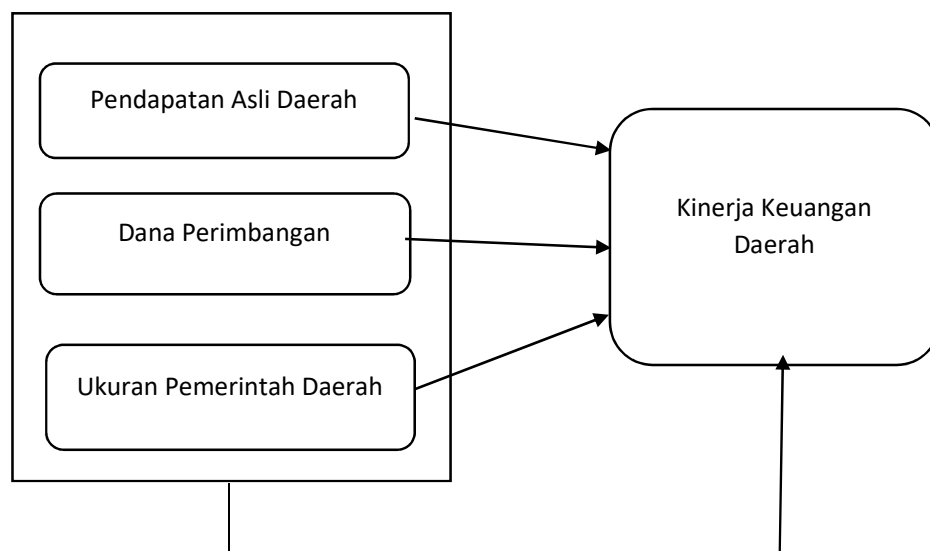 Pendapatan Asli Daerah
Dana Perimbangan
Ukuran Pemerintah Daerah
Kinerja Keuangan
Daerah